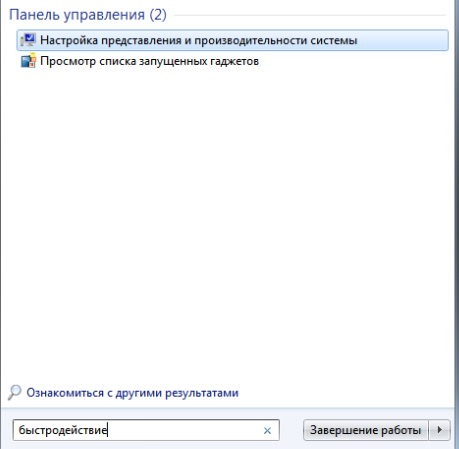 Панель управления (2)
Настройка представления и производительности системы
Просмотр списка запущенных гаджетов
Ознакомиться с другими результатами
быстродействие
Завершение работы